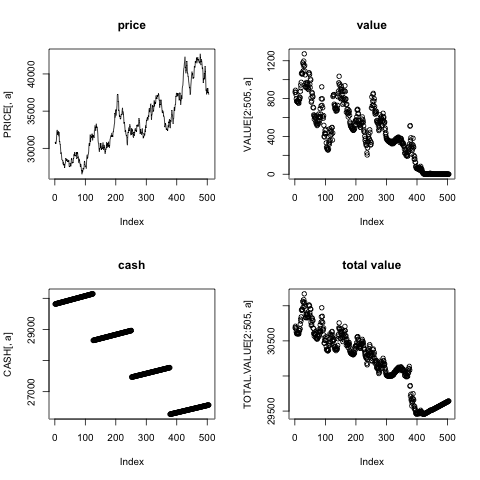 price
PRICE[, a]
30000 35000 40000
0 100 200 300 400 500
Index
value
VALUE[2:505, a]
0 400 800 1200
0 100 200 300 400 500
Index
cash
CASH[, a]
27000 29000
0 100 200 300 400 500
Index
total value
TOTAL.VALUE[2:505, a]
29500 30500
0 100 200 300 400 500
Index